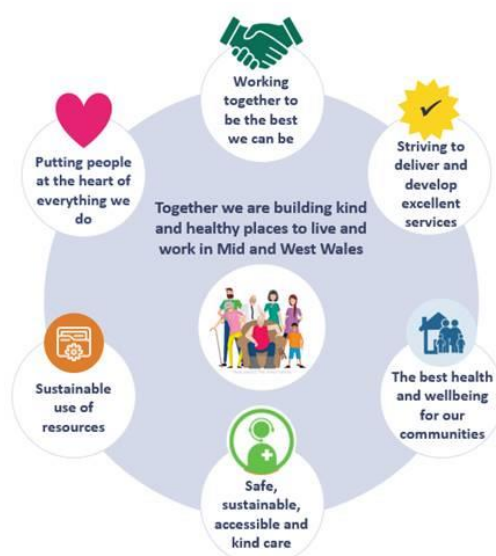 Working
together to
be the best
we can be
Striving to
deliver and
develop
excellent
services
Putting people
at the heart of
everything we
do
Together we are building kind
and healthy places to live and
work in Mid and West Wales
Sustainable
use of
resources
The best health
and wellbeing
for our
communities
Safe,
sustainable,
accessible and
kind care